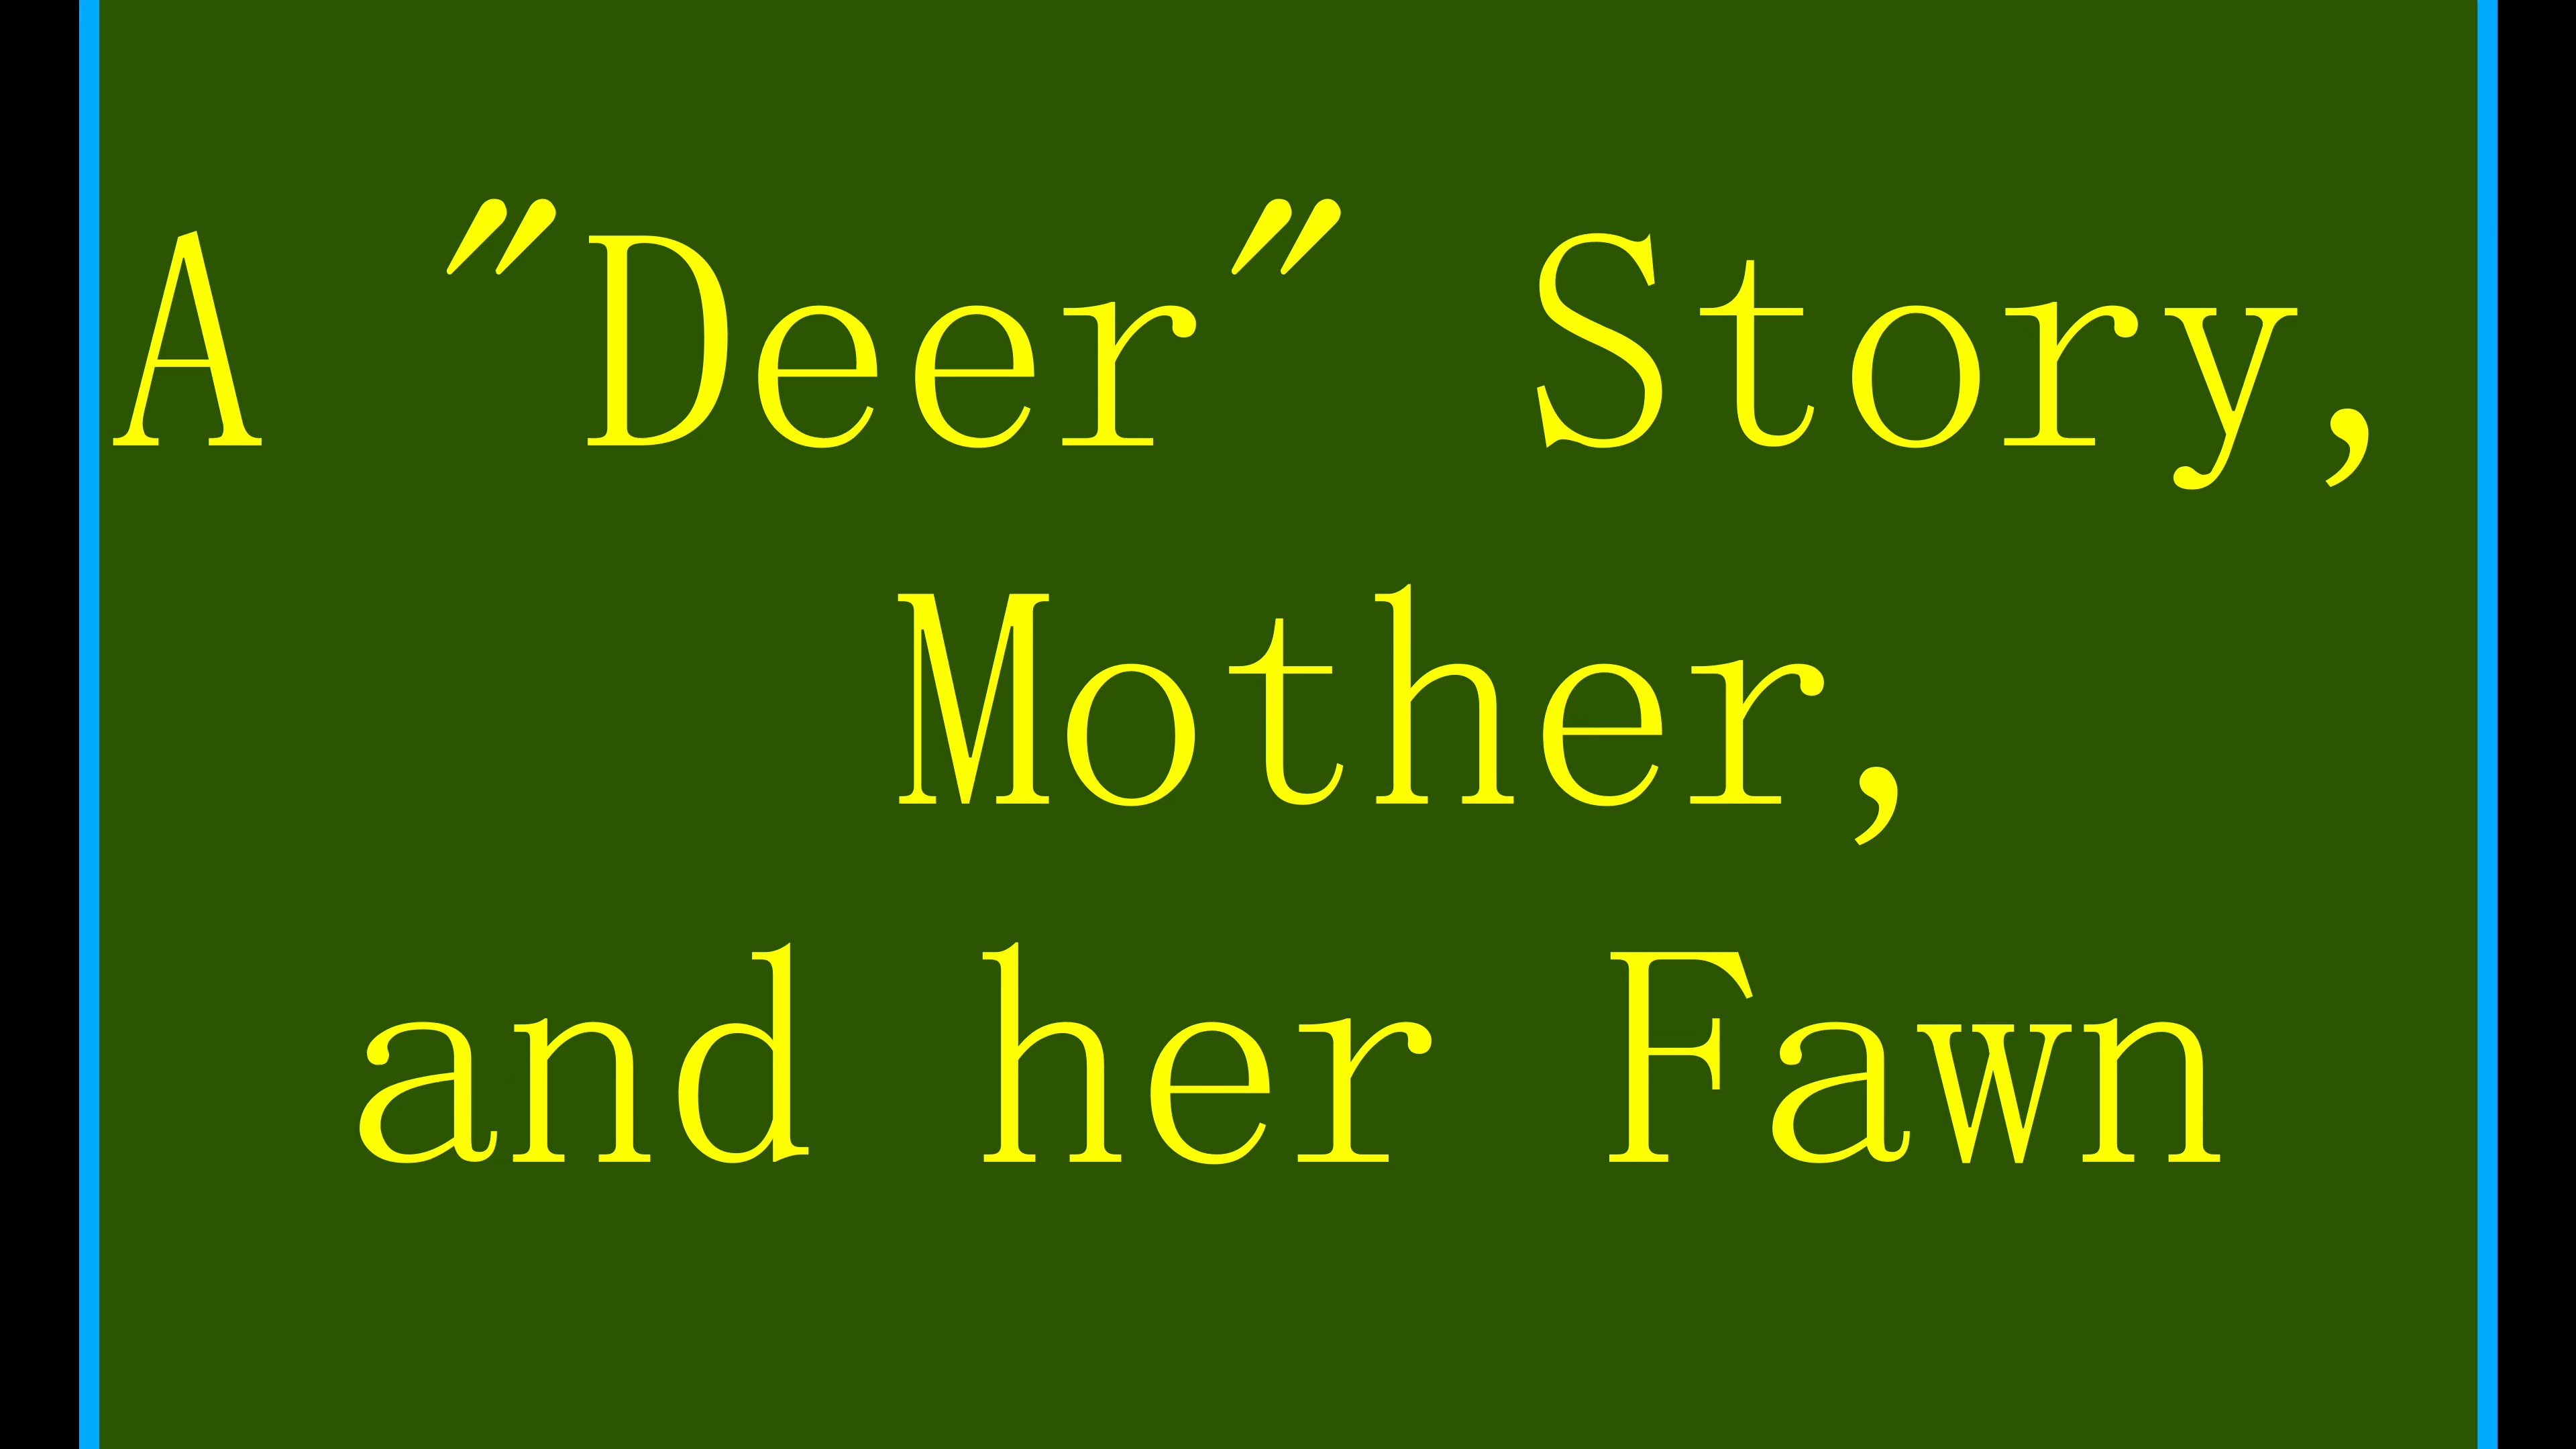 A "Deer" Story,
Mother,
and her Fawn